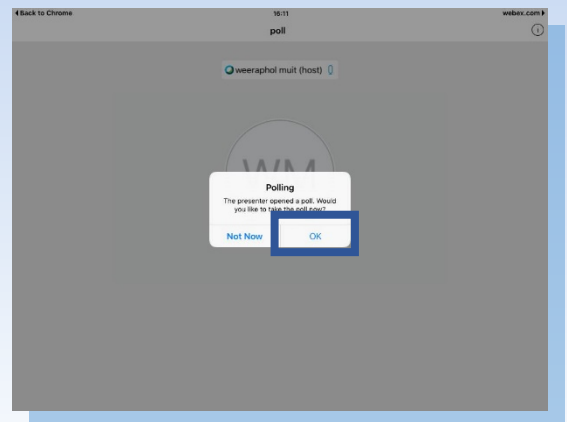 Back to Chrome
16:11
webex.com
poll
weeraphol muit (host)
WM
Polling
The presenter opened a poll. Would
you like to take the poll now?
Not Now
OK